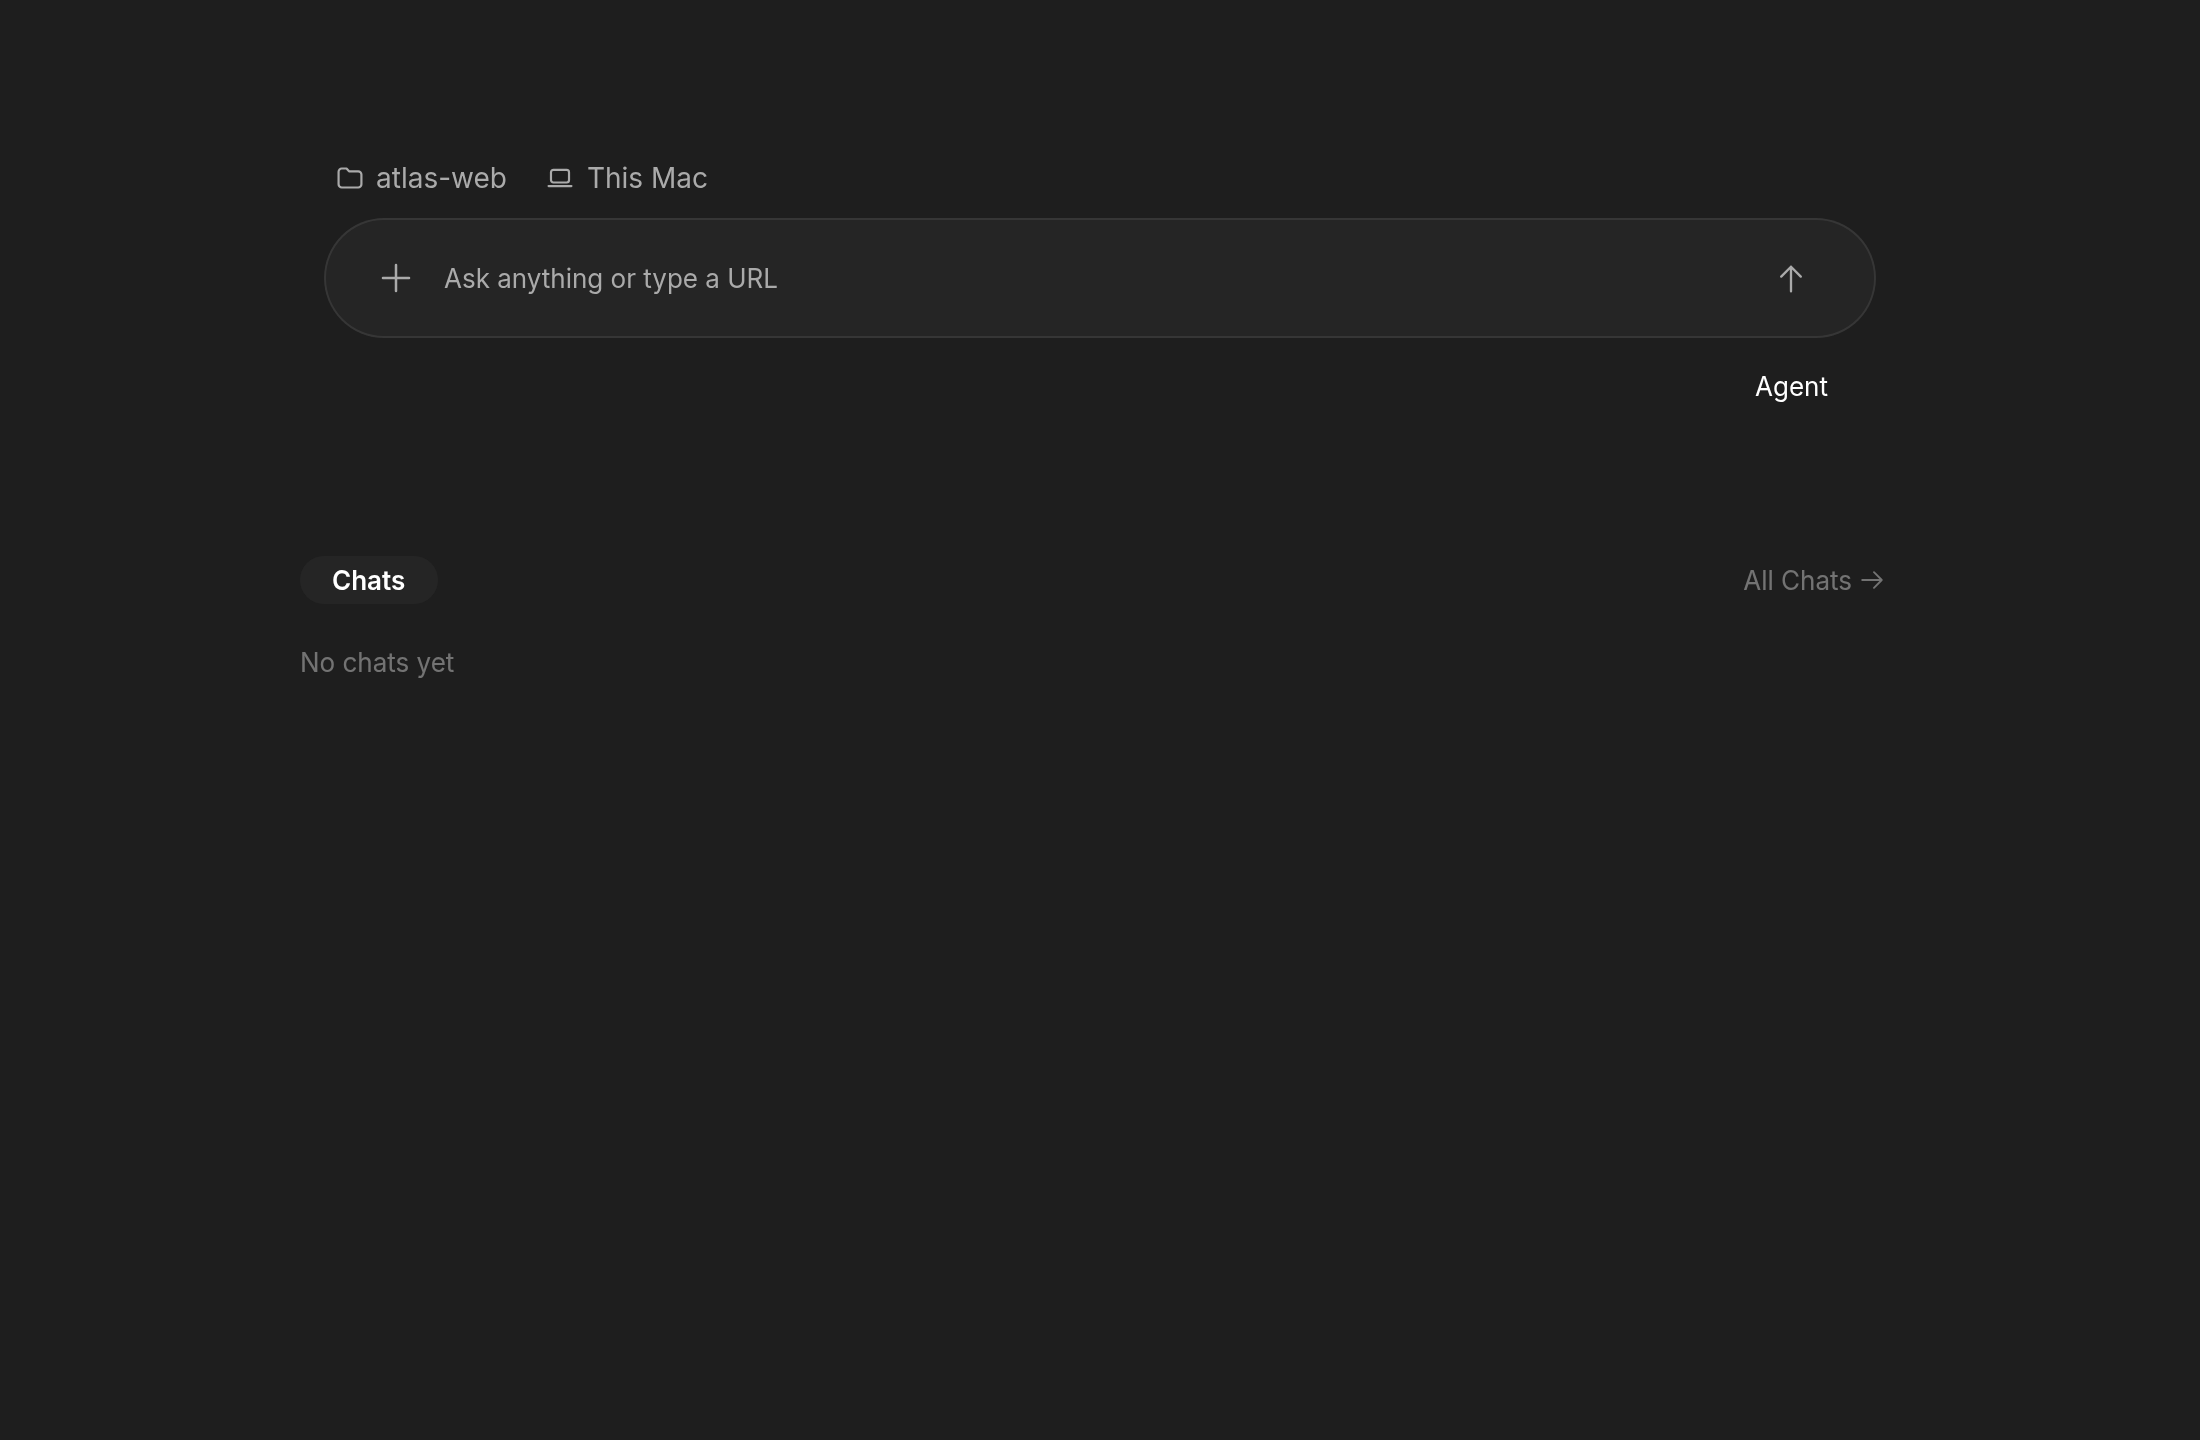 atlas-web This Mac
Ask anything or type a URL
Agent
Chats All Chats →
No chats yet